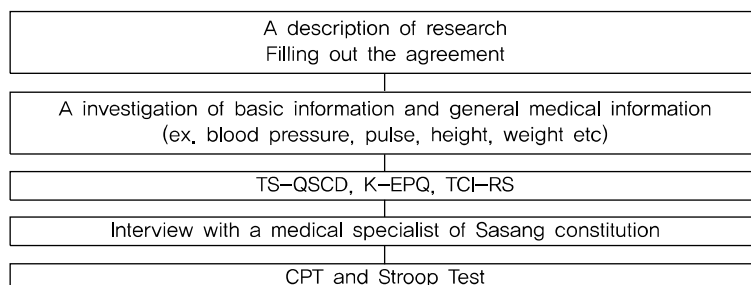 A description of research
Filling out the agreement
A investigation of basic information and general medical information
(ex. blood pressure, pulse, height, weight etc)
TS-QSCD, K-EPQ, TCI-RS
Interview with a medical specialist of Sasang constitution
CPT and Stroop Test